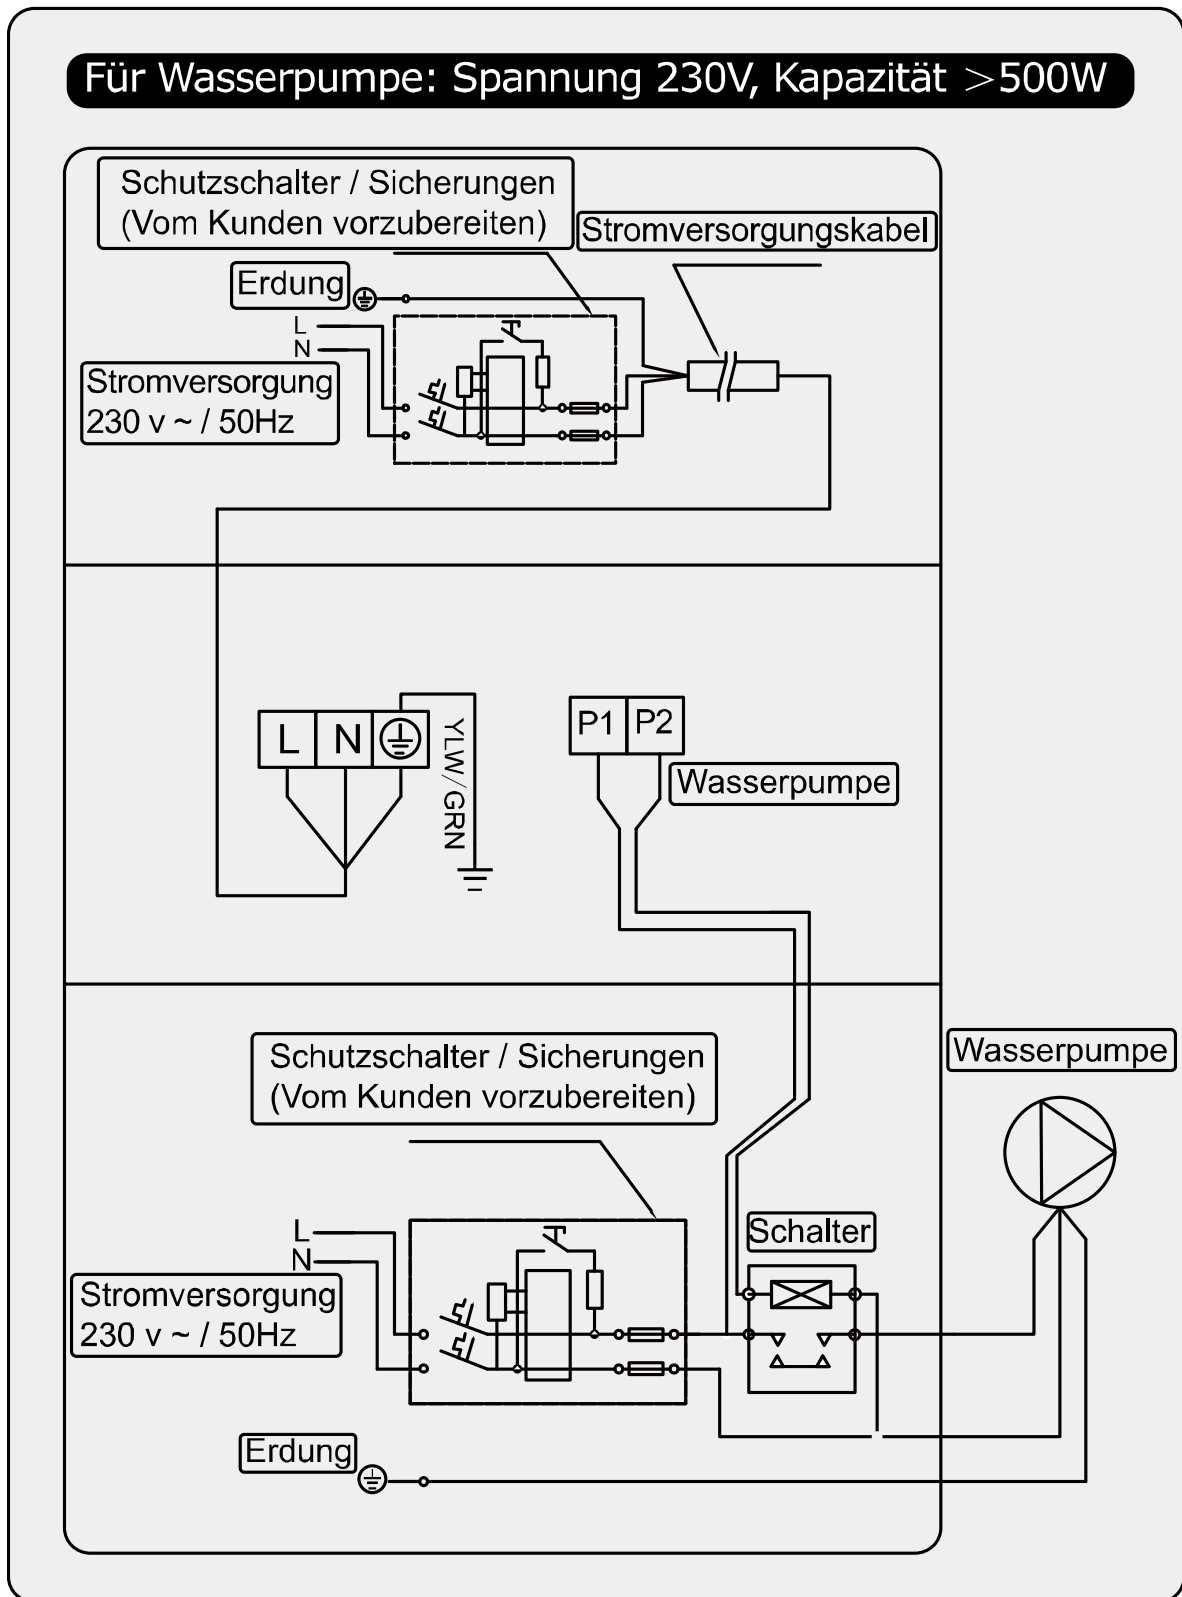 Für Wasserpumpe: Spannung 230V, Kapazität >500W
Schutzschalter / Sicherungen
(Vom Kunden vorzubereiten)
Stromversorgungskabel
Erdung
L
N
Stromversorgung
230 v ~ / 50Hz
L N
YLW/GRN
P1 P2
Wasserpumpe
Schutzschalter / Sicherungen
(Vom Kunden vorzubereiten)
Wasserpumpe
L
N
Schalter
Stromversorgung
230 v ~ / 50Hz
Erdung